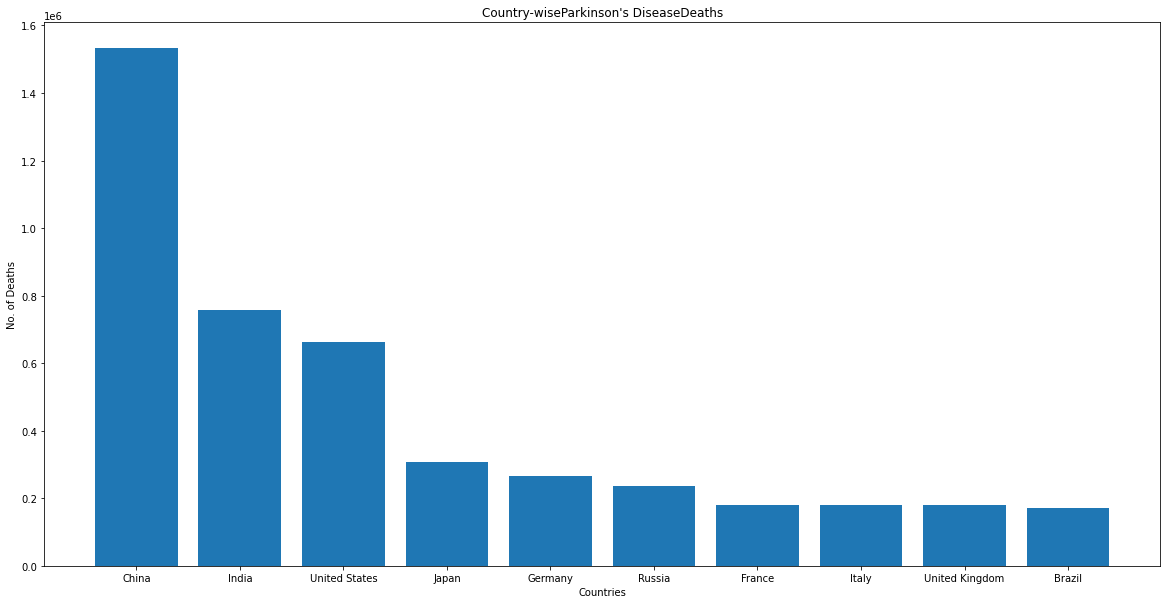 Country-wiseParkinson's DiseaseDeaths
1e6
1.6
1.4
1.2
1.0
0.8
0.6
0.4
0.2
0.0
No. of Deaths
China India United States Japan Germany Russia France Italy United Kingdom Brazil
Countries